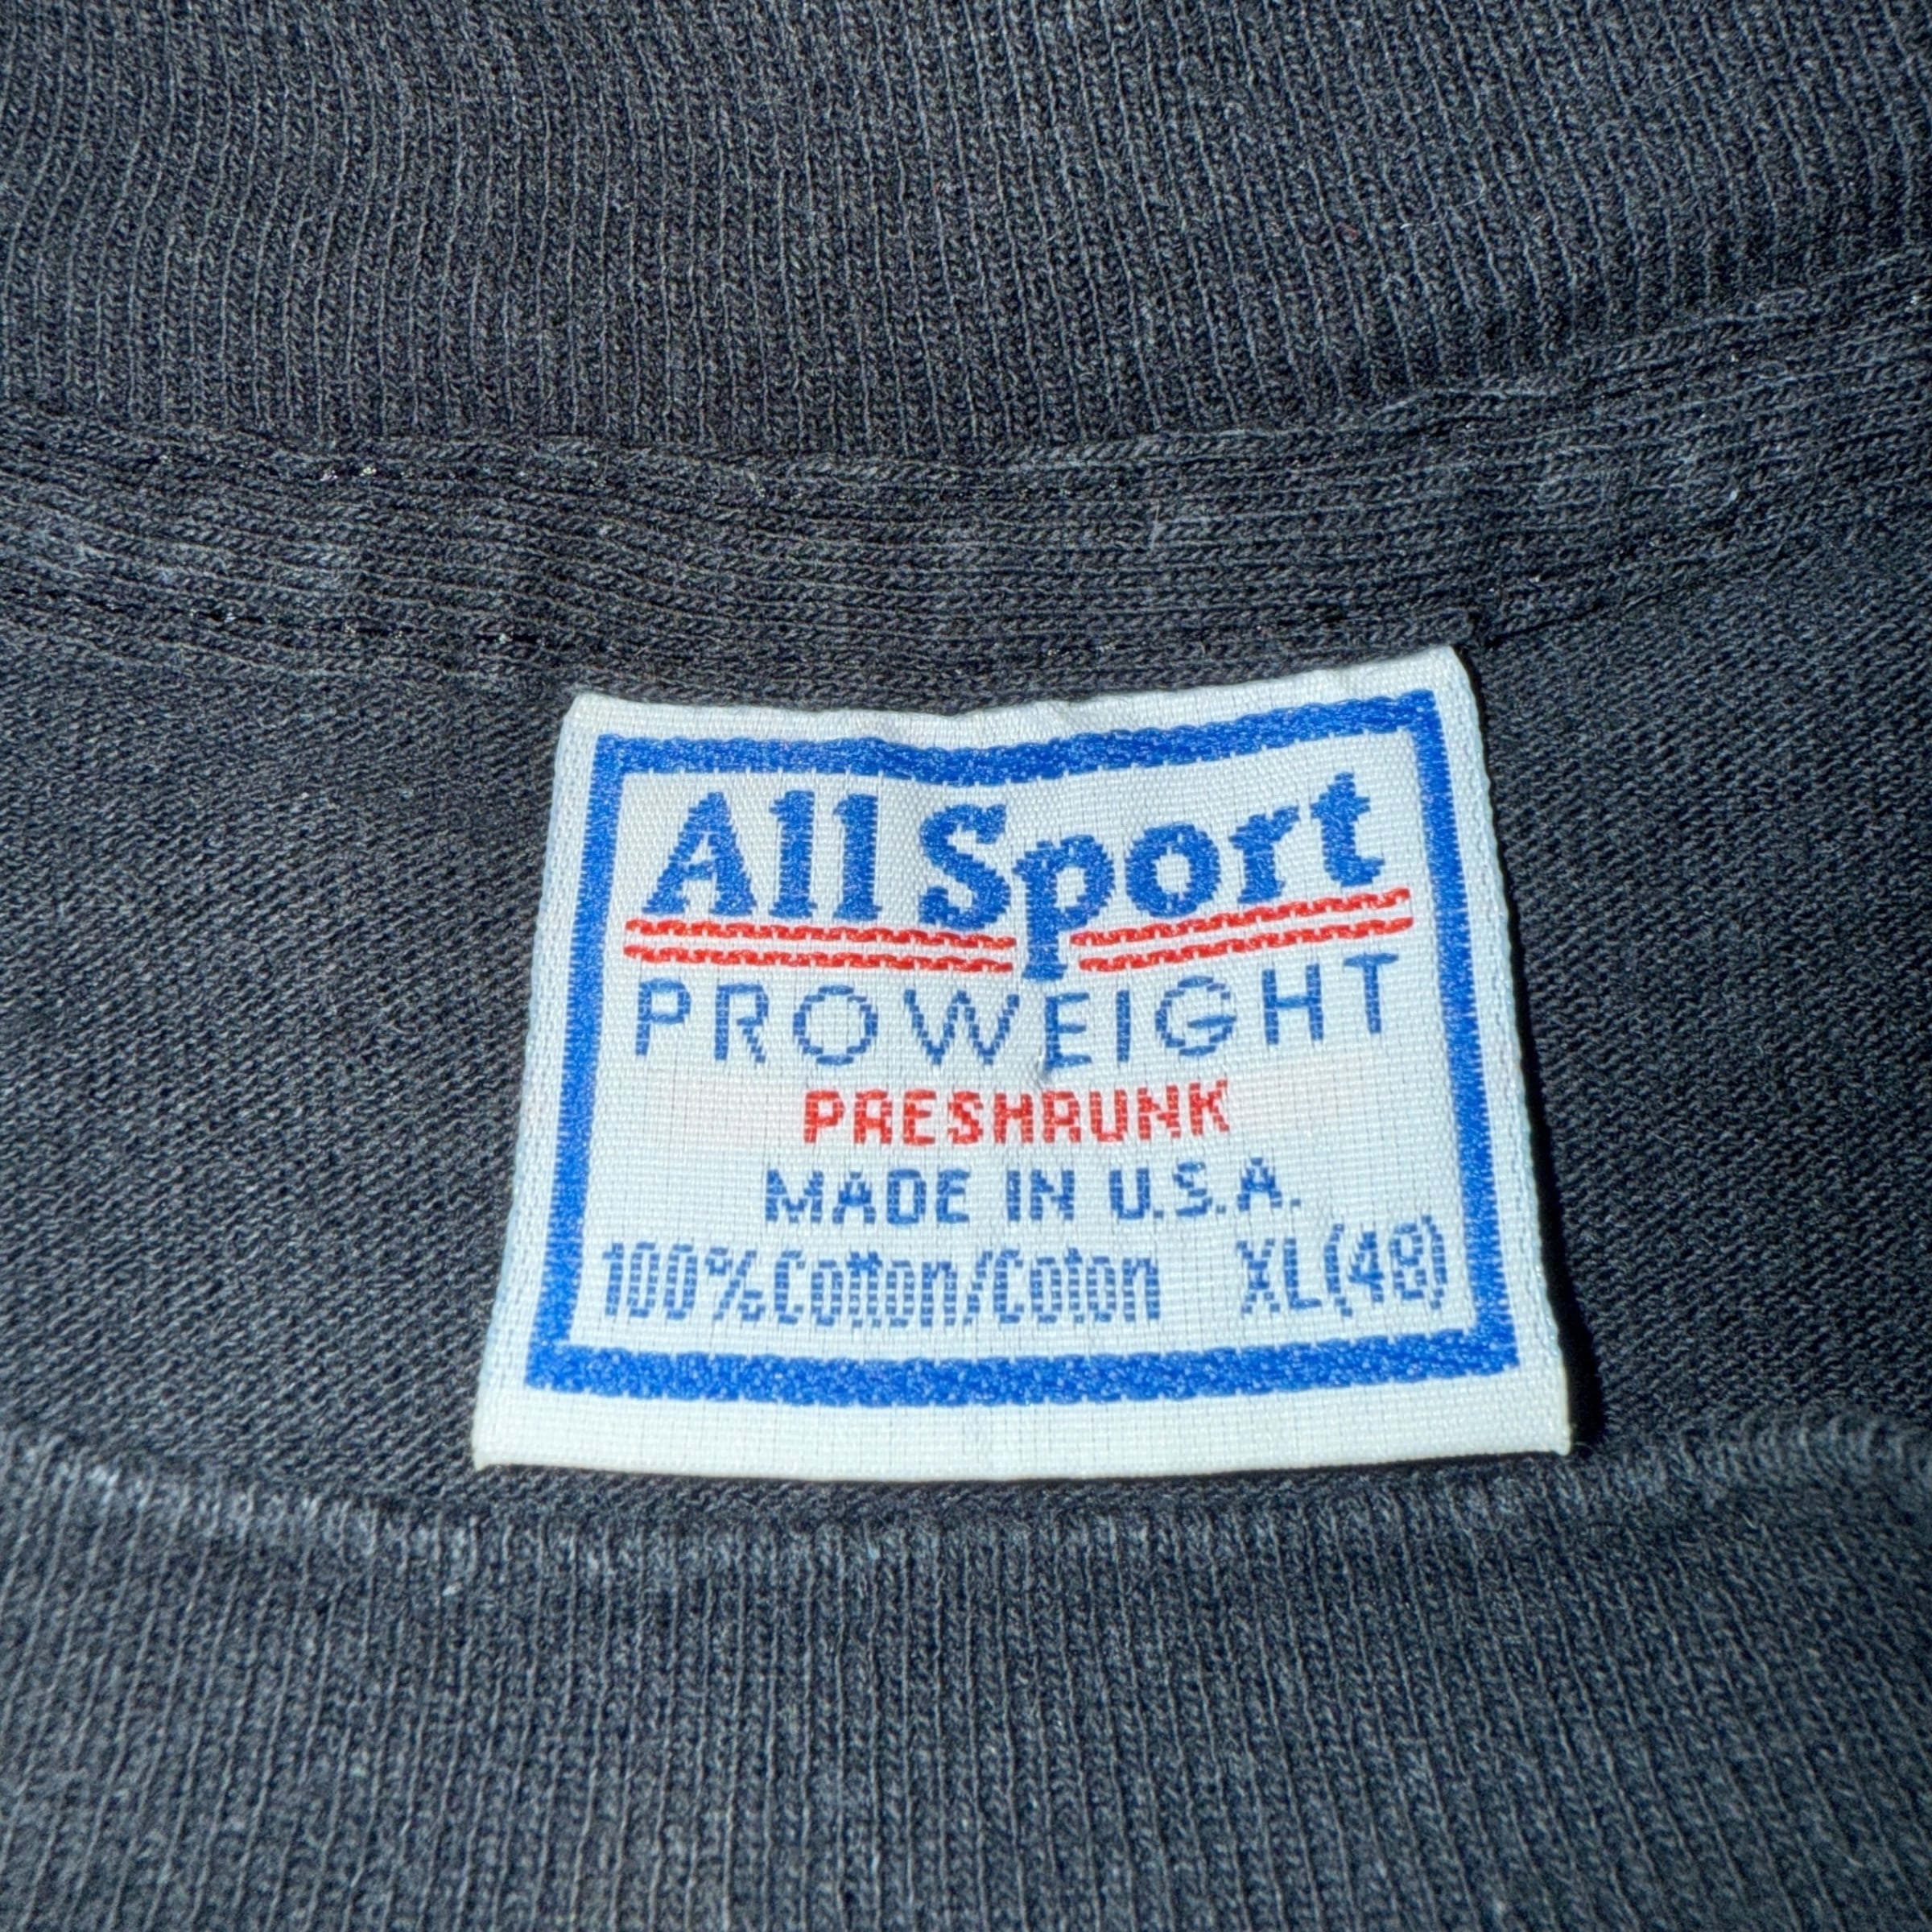 All Sport
PROWEIGHT
PRESHRUNK
MADE IN U.S.A.
100% Cotton/Coton XL(48)